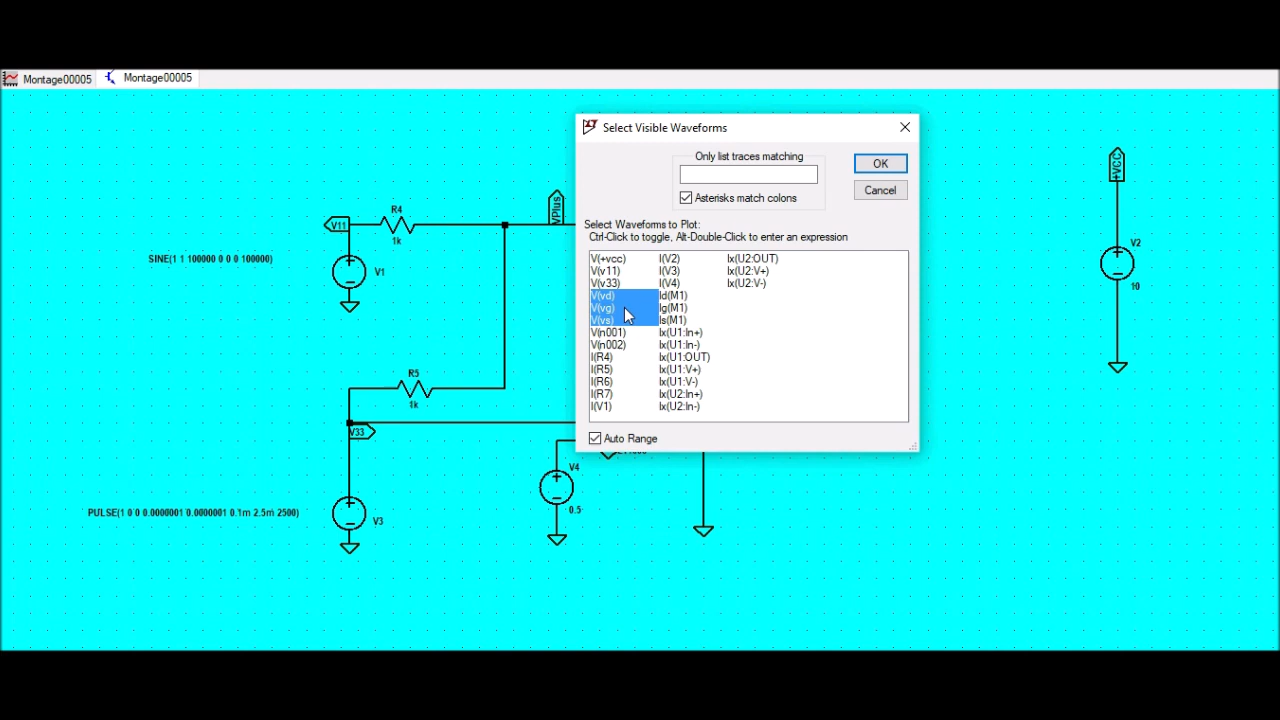 Montage00005 Montage00005
Select Visible Waveforms
Only list traces matching
OK
Asterisks match colons
Cancel
Select Waveforms to Plot:
Ctrl-Click to toggle, Alt-Double-Click to enter an expression
V(+vcc) I(V2) Ix(U2:OUT)
V(v11) I(V3) Ix(U2:V+)
V(v33) I(V4) Ix(U2:V-)
V(vd) Id(M1)
V(vg) Ig(M1)
V(vs) Is(M1)
V(n001) Ix(U1:In+)
V(n002) Ix(U1:In-)
I(R4) Ix(U1:OUT)
I(R5) Ix(U1:V+)
I(R6) Ix(U1:V-)
I(R7) Ix(U2:In+)
I(V1) Ix(U2:In-)
Auto Range
R4
1k
V11
VPlus
SINE(1 1 100000 0 0 0 100000)
V1
R5
1k
V33
PULSE(1 0 0 0.0000001 0.0000001 0.1m 2.5m 2500)
V3
V4
0.5
+VCC
V2
10